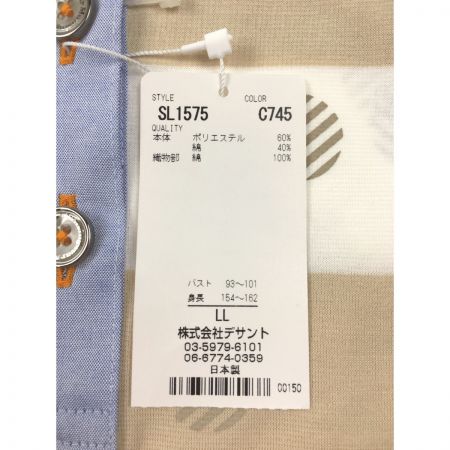 STYLE COLOR
SL1575 C745
QUALITY
本体 ポリエステル 60%
綿 40%
織物部 綿 100%
バスト 93～101
身長 154～162
LL
株式会社デサント
03-5979-6101
06-6774-0359
日本製
00150